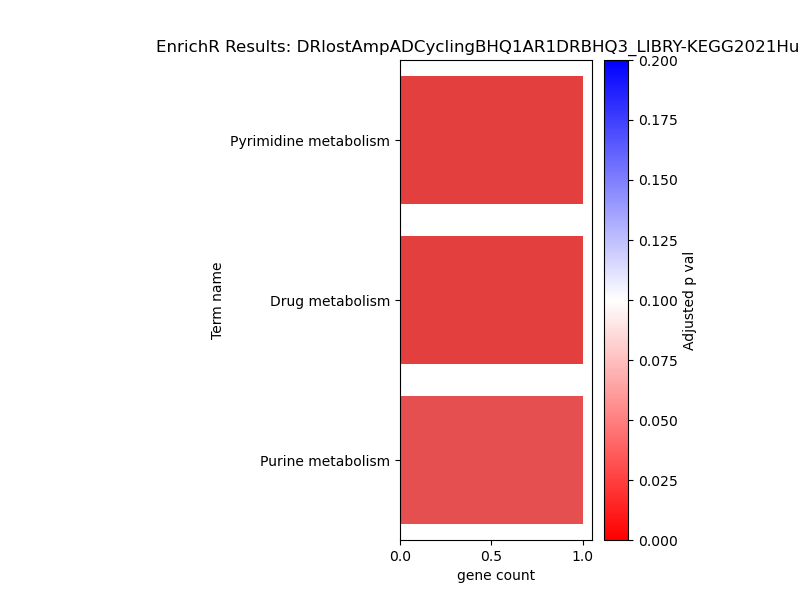 EnrichR Results: DRlostAmpADCyclingBHQ1AR1DRBHQ3_LIBRY-KEGG2021Hu
Pyrimidine metabolism
Drug metabolism
Purine metabolism
Term name
0.0
0.5
1.0
gene count
0.200
0.175
0.150
0.125
0.100
0.075
0.050
0.025
0.000
Adjusted p val